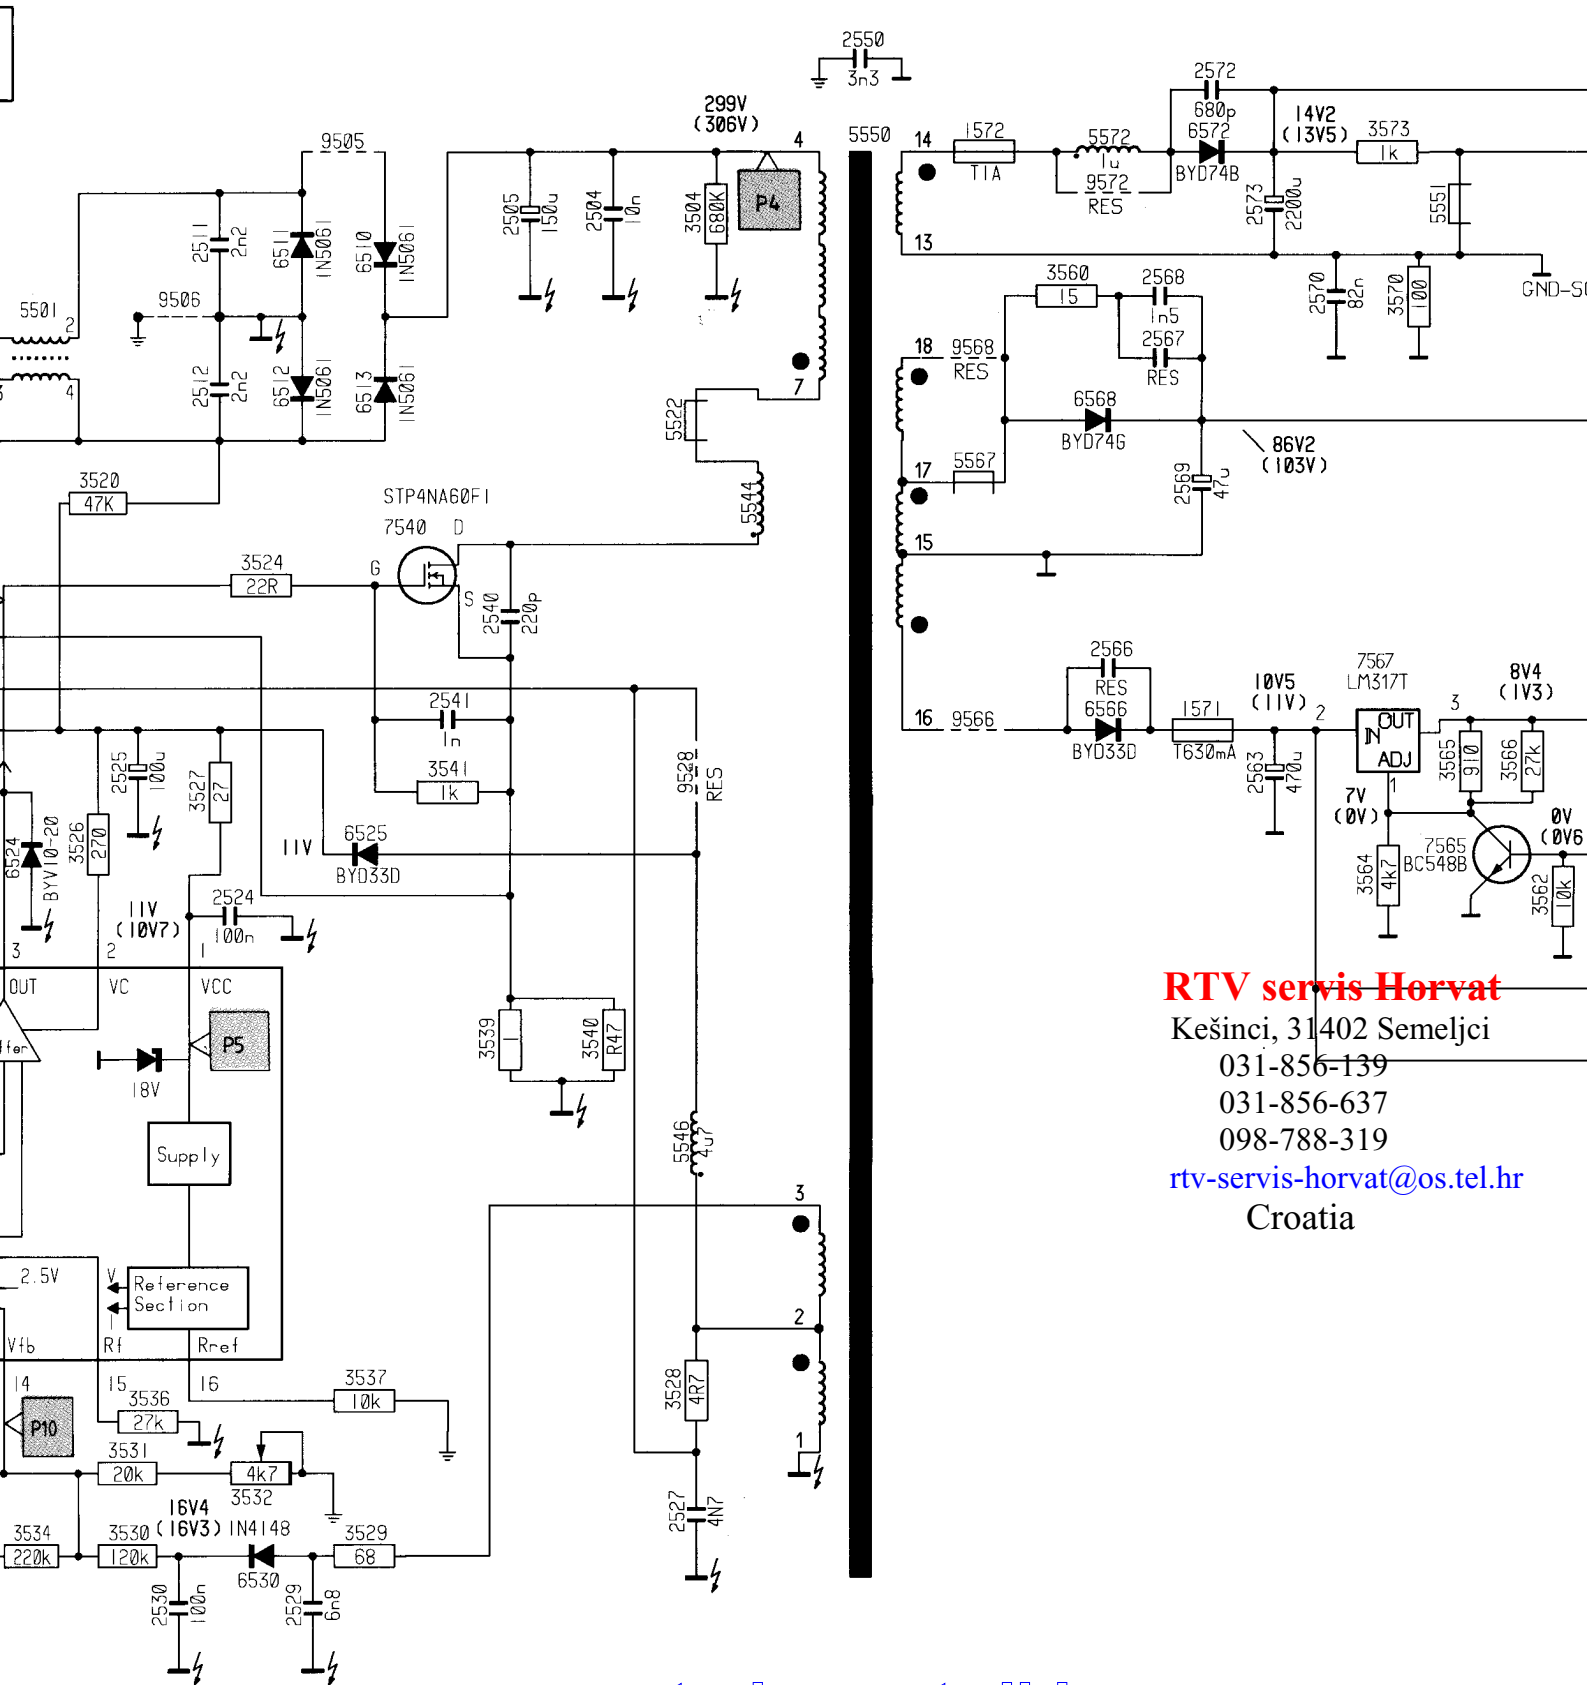 2550
3n3
299V
(306V)
4
5550
14
1572
T1A
5572
1u
9572
RES
2572
680p
6572
BYD74B
14V2
(13V5)
3573
1k
9505
2511
2n2
6511
1N5061
6510
1N5061
2505
150u
2504
10n
3504
680K
P4
13
2573
2200u
5551
2570
82n
3570
100
GND-S
9506
5501
2
3
4
2512
2n2
6512
1N5061
6513
1N5061
7
5522
3560
15
2568
1n5
2567
RES
18
9568
RES
6568
BYD74G
86V2
(103V)
17
5567
2569
47u
15
3520
47K
STP4NA60FI
7540
D
G
S
5544
3524
22R
2540
220p
2541
1n
3541
1k
16
9566
2566
RES
6566
BYD33D
1571
T630mA
10V5
(11V)
2
7567
LM317T
IN
OUT
ADJ
3
1
8V4
(1V3)
2563
470u
3565
910
3566
27k
7V
(0V)
3564
4k7
7565
BC548B
0V
(0V6
3562
10k
2525
100u
3527
27
3526
270
6524
BYV10-20
11V
6525
BYD33D
9528
RES
11V
(10V7)
2524
100n
3
2
1
OUT
VC
VCC
P5
18V
ffer
3539
1
3540
R47
RTV servis Horvat
Kešinci, 31402 Semeljci
031-856-139
031-856-637
098-788-319
rtv-servis-horvat@os.tel.hr
Croatia
Supply
5546
4u7
3
2.5V
V
I
Reference
Section
2
Vfb
Rf
Rref
14
15
16
P10
3536
27k
3537
10k
3528
4R7
1
3531
20k
4k7
3532
2527
4N7
3534
220k
3530
120k
16V4
(16V3)
1N4148
6530
3529
68
2530
100n
2529
6n8